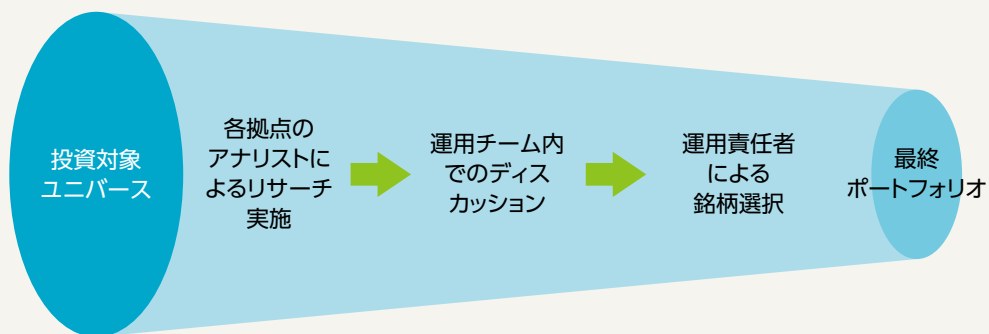 投資対象
ユニバース
各拠点の
アナリストに
よるリサーチ
実施
運用チーム内
でのディス
カッション
運用責任者
による
銘柄選択
最終
ポートフォリオ